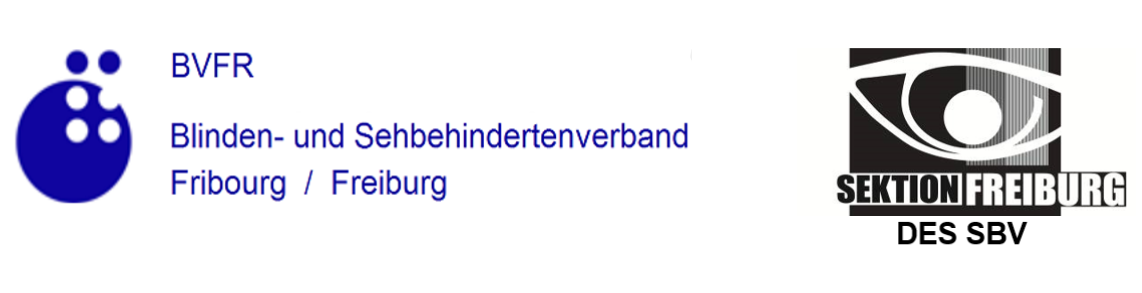 BVFR
Blinden- und Sehbehindertenverband
Fribourg / Freiburg
SEKTION FREIBURG
DES SBV